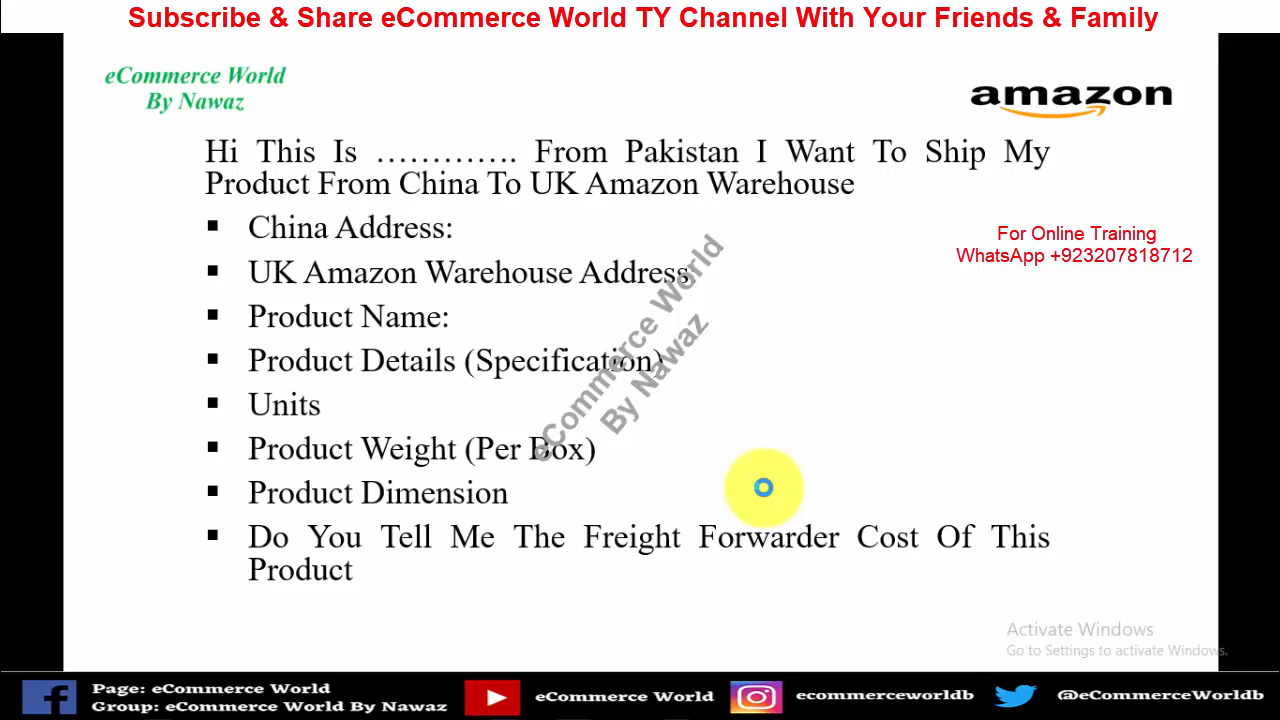 Subscribe & Share eCommerce World TY Channel With Your Friends & Family
eCommerce World
By Nawaz
amazon
Hi This Is …………. From Pakistan I Want To Ship My
Product From China To UK Amazon Warehouse
▪ China Address:
▪ UK Amazon Warehouse Address
▪ Product Name:
▪ Product Details (Specification)
▪ Units
▪ Product Weight (Per Box)
▪ Product Dimension
▪ Do You Tell Me The Freight Forwarder Cost Of This
Product
For Online Training
WhatsApp +923207818712
eCommerce World
By Nawaz
Activate Windows
Go to Settings to activate Windows.
Page: eCommerce World
Group: eCommerce World By Nawaz
eCommerce World
ecommerceworldb
@eCommerceWorldb